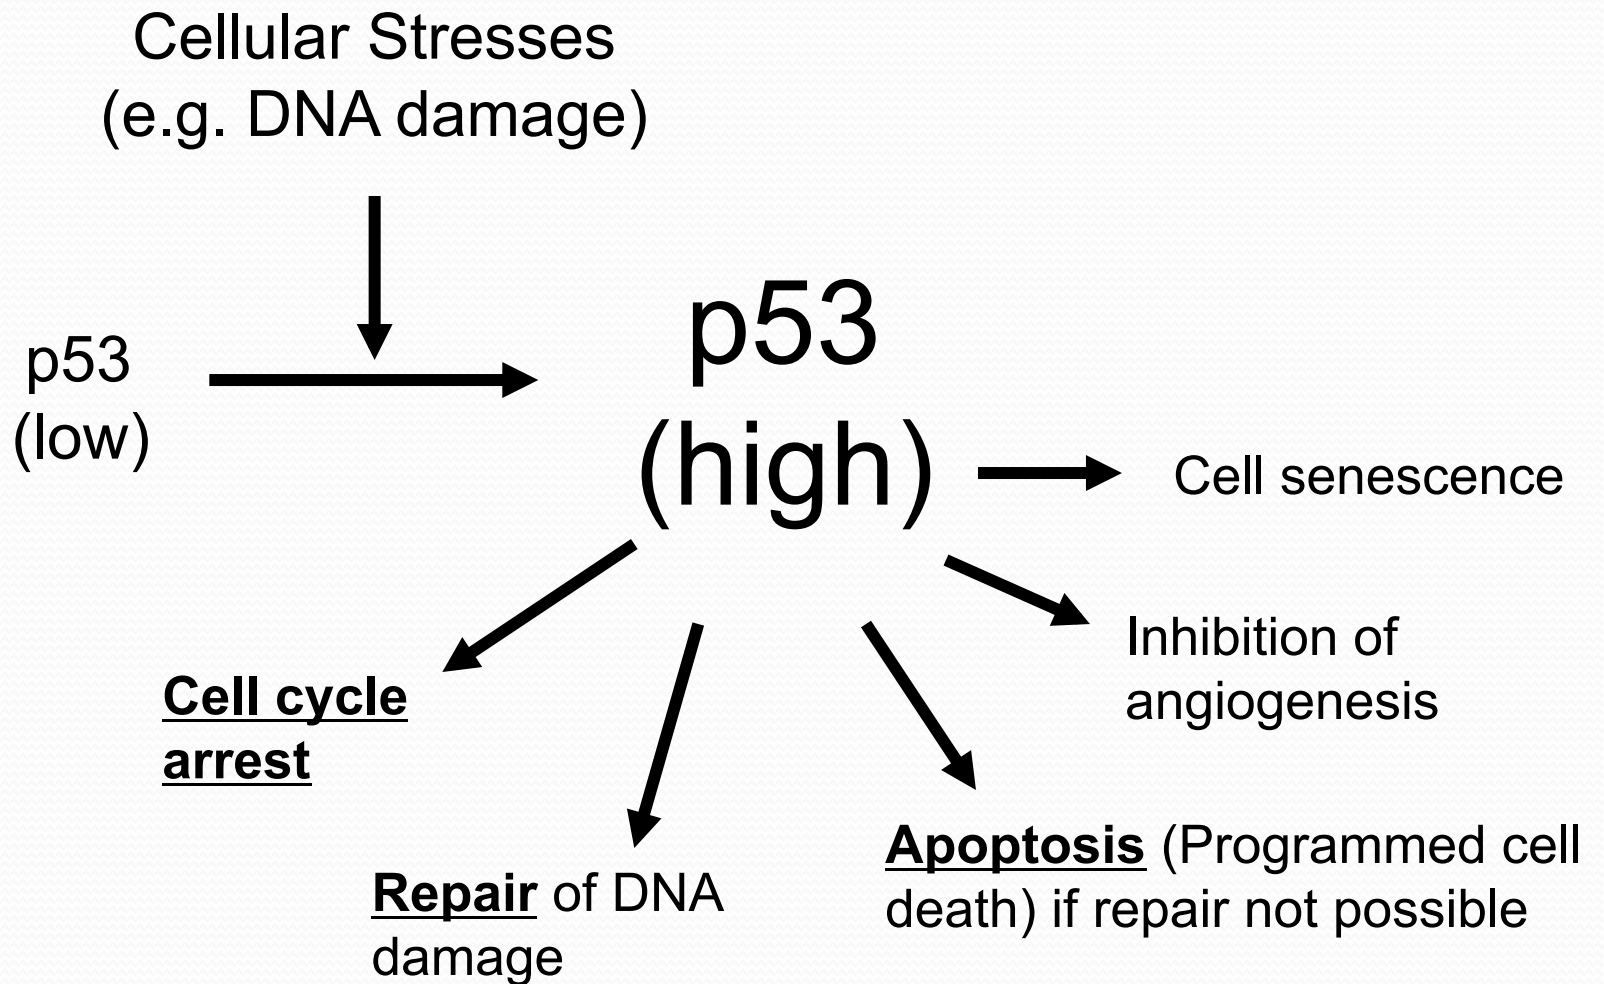 Cellular Stresses
(e.g. DNA damage)
p53
(low)
p53
(high)
Cell senescence
Inhibition of
angiogenesis
Cell cycle
arrest
Apoptosis (Programmed cell
death) if repair not possible
Repair of DNA
damage